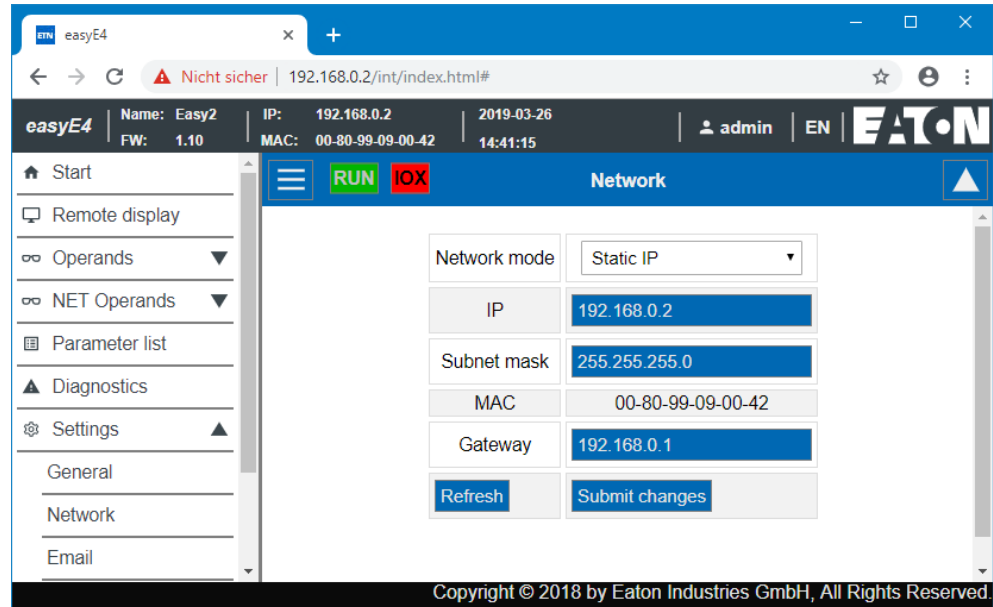 ETN easyE4
Nicht sicher | 192.168.0.2/int/index.html#
easyE4 Name: Easy2 IP: 192.168.0.2 2019-03-26 admin EN EATON
FW: 1.10 MAC: 00-80-99-09-00-42 14:41:15
Start
Remote display
Operands
NET Operands
Parameter list
Diagnostics
Settings
General
Network
Email
RUN IOX Network
Network mode Static IP
IP 192.168.0.2
Subnet mask 255.255.255.0
MAC 00-80-99-09-00-42
Gateway 192.168.0.1
Refresh Submit changes
Copyright © 2018 by Eaton Industries GmbH, All Rights Reserved.